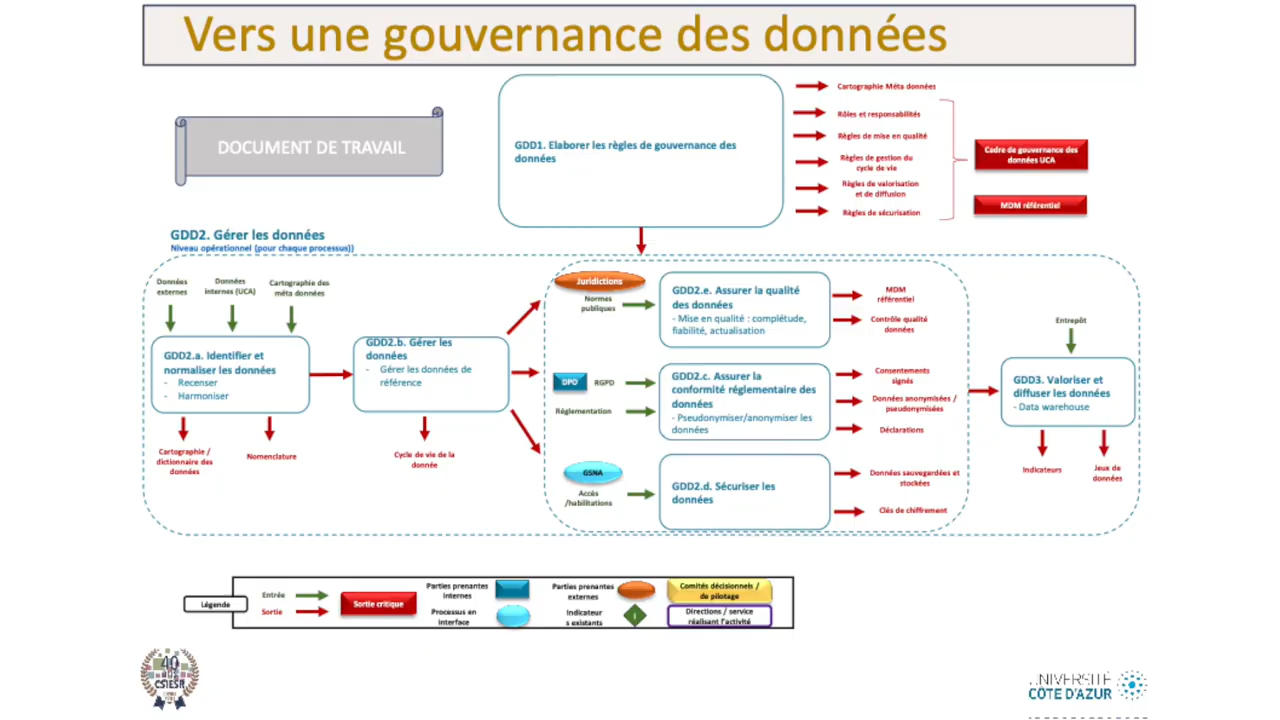 Vers une gouvernance des données
DOCUMENT DE TRAVAIL
GDD1. Elaborer les règles de gouvernance des
données
Cartographie Méta données
Rôles et responsabilités
Règles de mise en qualité
Règles de gestion du
cycle de vie
Règles de valorisation
et de diffusion
Règles de sécurisation
Cadre de gouvernance des
données UCA
MDM référentiel
GDD2. Gérer les données
Niveau opérationnel (pour chaque processus))
Données
externes
Données
internes (UCA)
Cartographie des
méta données
GDD2.a. Identifier et
normaliser les données
- Recenser
- Harmoniser
Cartographie /
dictionnaire des
données
Nomenclature
GDD2.b. Gérer les
données
- Gérer les données de
référence
Cycle de vie de la
donnée
Juridictions
Normes
publiques
GDD2.e. Assurer la qualité
des données
- Mise en qualité : complétude,
fiabilité, actualisation
MDM
référentiel
Contrôle qualité
données
DPD
RGPD
Réglementation
GDD2.c. Assurer la
conformité réglementaire des
données
- Pseudonymiser/anonymiser les
données
Consentements
signés
Données anonymisées /
pseudonymisées
Déclarations
GSNA
Accès
/habilitations
GDD2.d. Sécuriser les
données
Données sauvegardées et
stockées
Clés de chiffrement
Entrepôt
GDD3. Valoriser et
diffuser les données
- Data warehouse
Indicateurs
Jeux de
données
Légende
Entrée
Sortie
Sortie critique
Parties prenantes
internes
Processus en
interface
Parties prenantes
externes
Indicateur
s existants
i
Comités décisionnels /
de pilotage
Directions / service
réalisant l'activité
40
ANS
CSIESR
UNIVERSITÉ
CÔTE D'AZUR